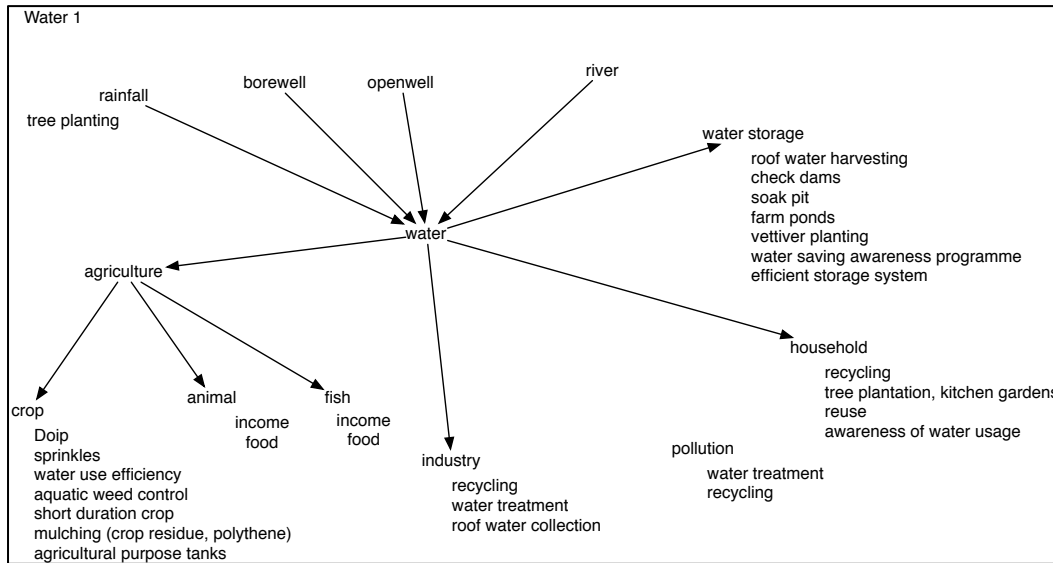 Water 1
rainfall
tree planting
borewell
openwell
river
water storage
roof water harvesting
check dams
soak pit
farm ponds
vettiver planting
water saving awareness programme
efficient storage system
water
agriculture
household
recycling
tree plantation, kitchen gardens
reuse
awareness of water usage
crop
Doip
sprinkles
water use efficiency
aquatic weed control
short duration crop
mulching (crop residue, polythene)
agricultural purpose tanks
animal
income
food
fish
income
food
industry
recycling
water treatment
roof water collection
pollution
water treatment
recycling